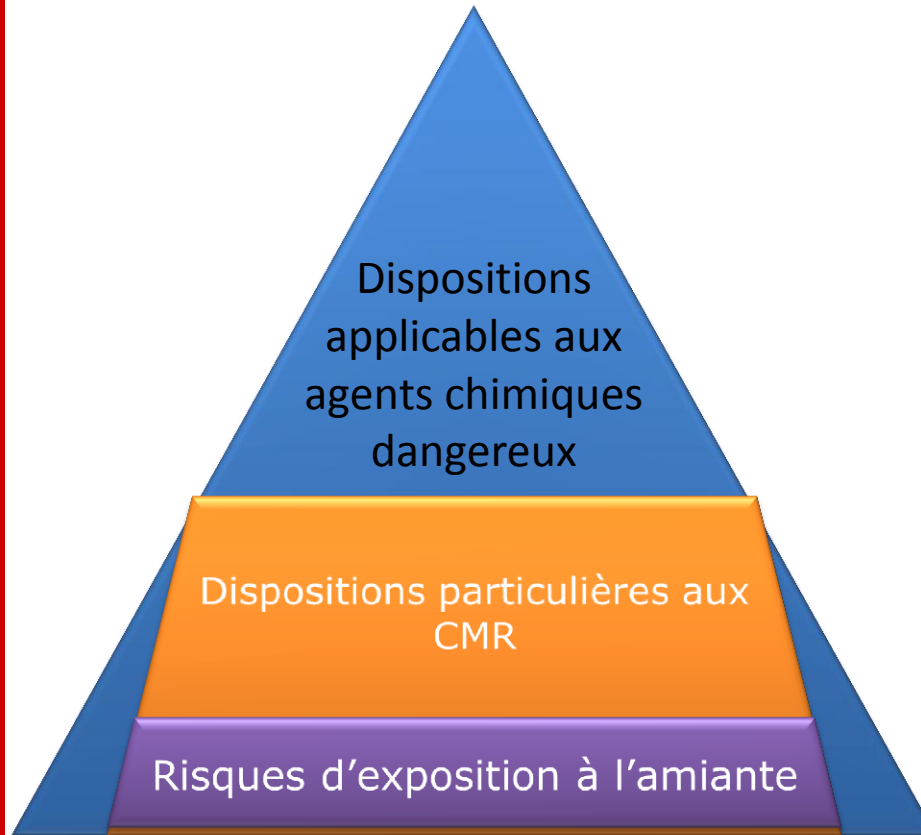 Dispositions
applicables aux
agents chimiques
dangereux
Dispositions particulières aux
CMR
Risques d’exposition à l’amiante